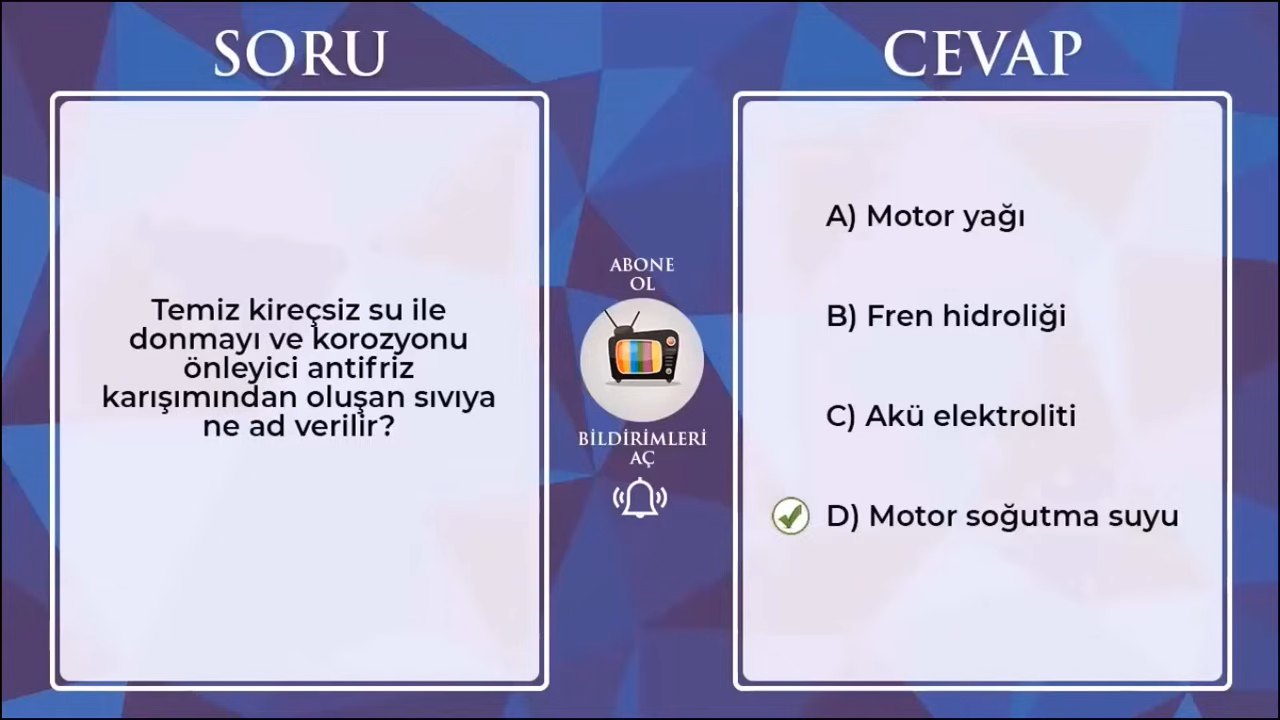 SORU
Temiz kireçsiz su ile
donmayı ve korozyonu
önleyici antifriz
karışımından oluşan sıvıya
ne ad verilir?
ABONE
OL
BİLDİRİMLERİ
AÇ
CEVAP
A) Motor yağı
B) Fren hidroliği
C) Akü elektroliti
D) Motor soğutma suyu